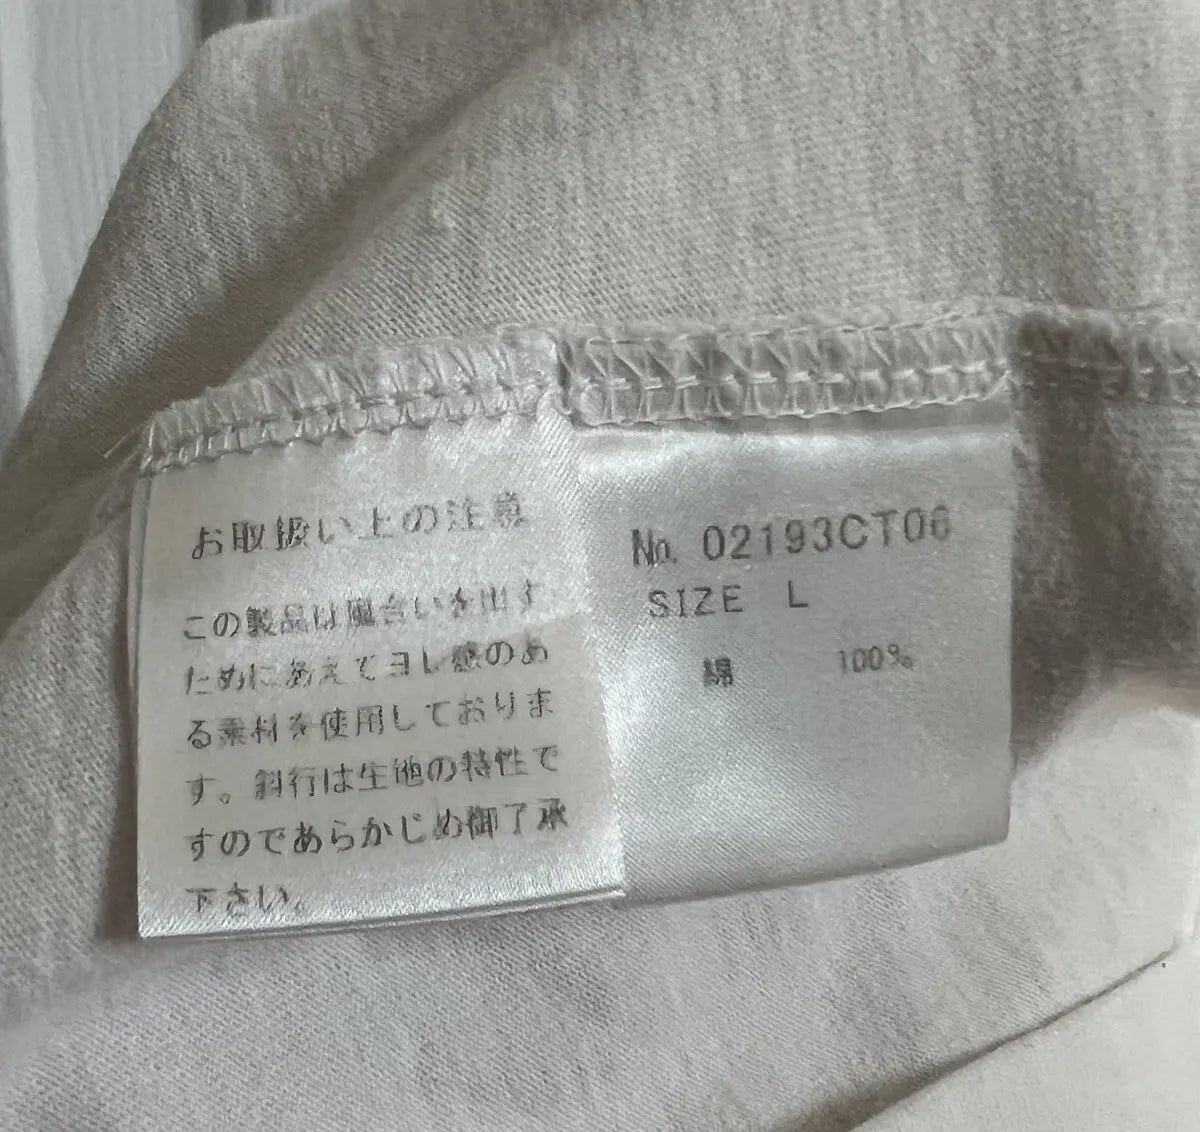 お取扱い上の注意
この製品は風合いを出す
ためにあえてヨレ感のあ
る素材を使用しておりま
す。斜行は生地の特性で
すのであらかじめ御了承
下さい。
No. 02193CT06
SIZE L
綿 100%